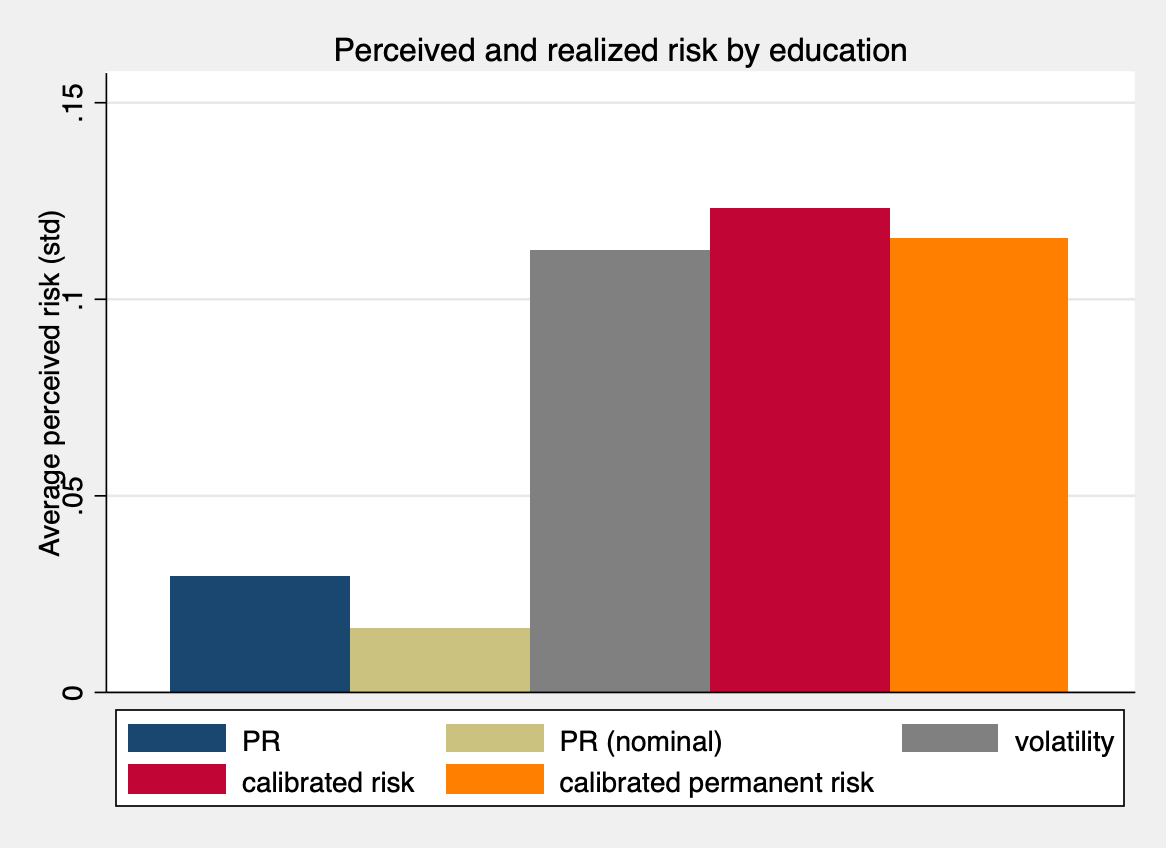 Perceived and realized risk by education
Average perceived risk (std)
.15
.1
.05
0
PR PR (nominal) volatility
calibrated risk calibrated permanent risk